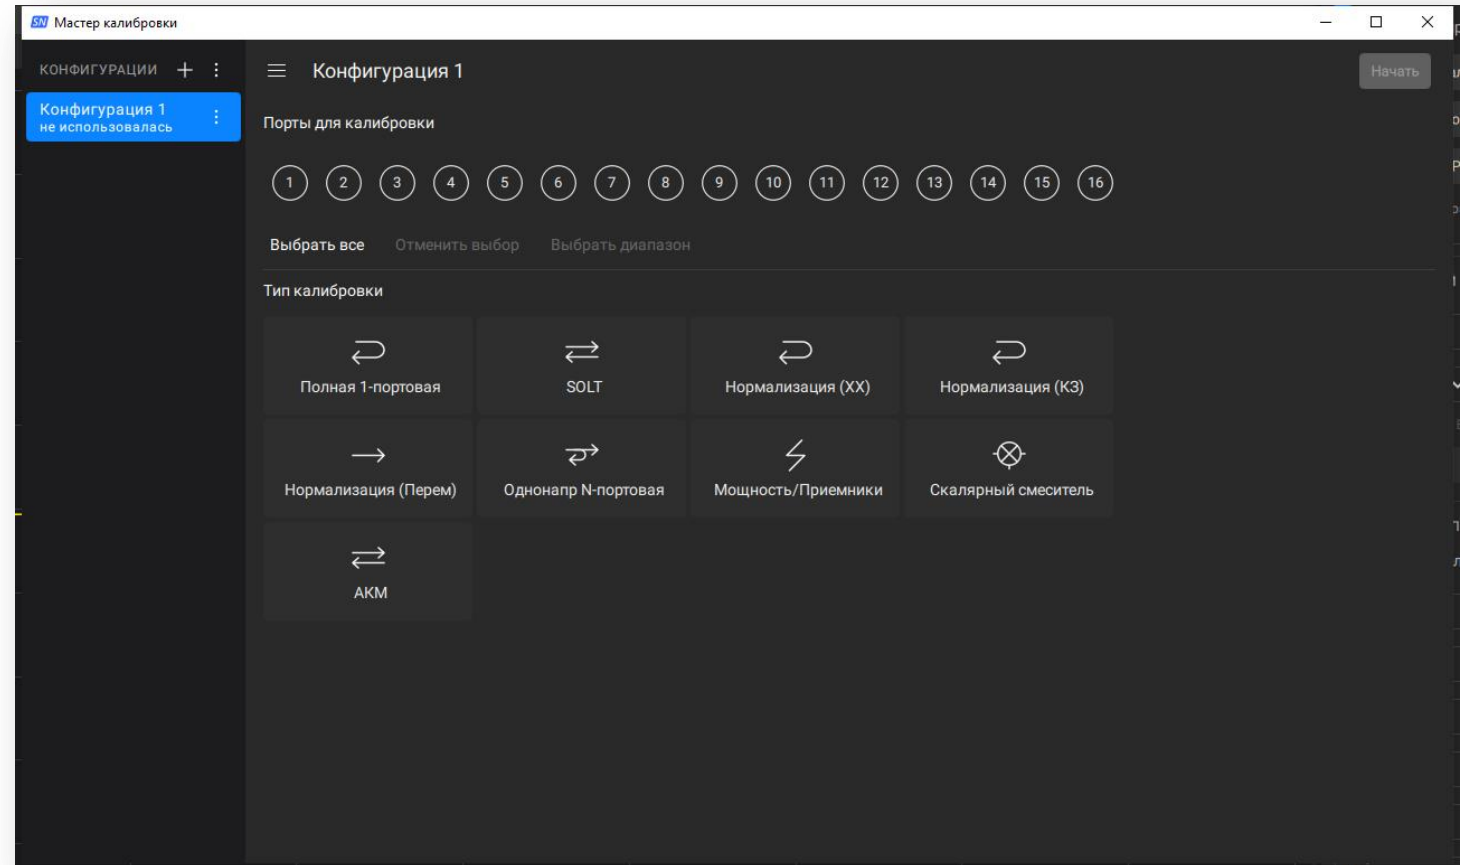 SN Мастер калибровки
КОНФИГУРАЦИИ
Конфигурация 1
Начать
Конфигурация 1
не использовалась
Порты для калибровки
1 2 3 4 5 6 7 8 9 10 11 12 13 14 15 16
Выбрать все Отменить выбор Выбрать диапазон
Тип калибровки
Полная 1-портовая SOLT Нормализация (XX) Нормализация (КЗ)
Нормализация (Перем) Однонапр N-портовая Мощность/Приемники Скалярный смеситель
АКМ